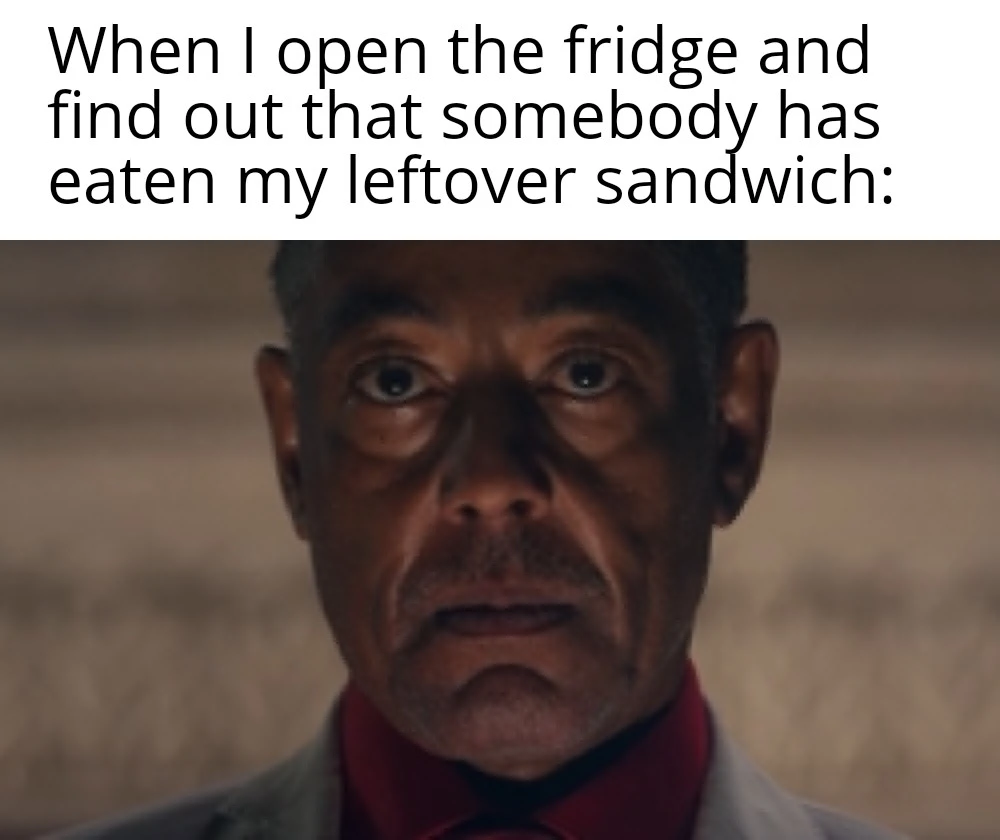 When I open the fridge and
find out that somebody has
eaten my leftover sandwich: